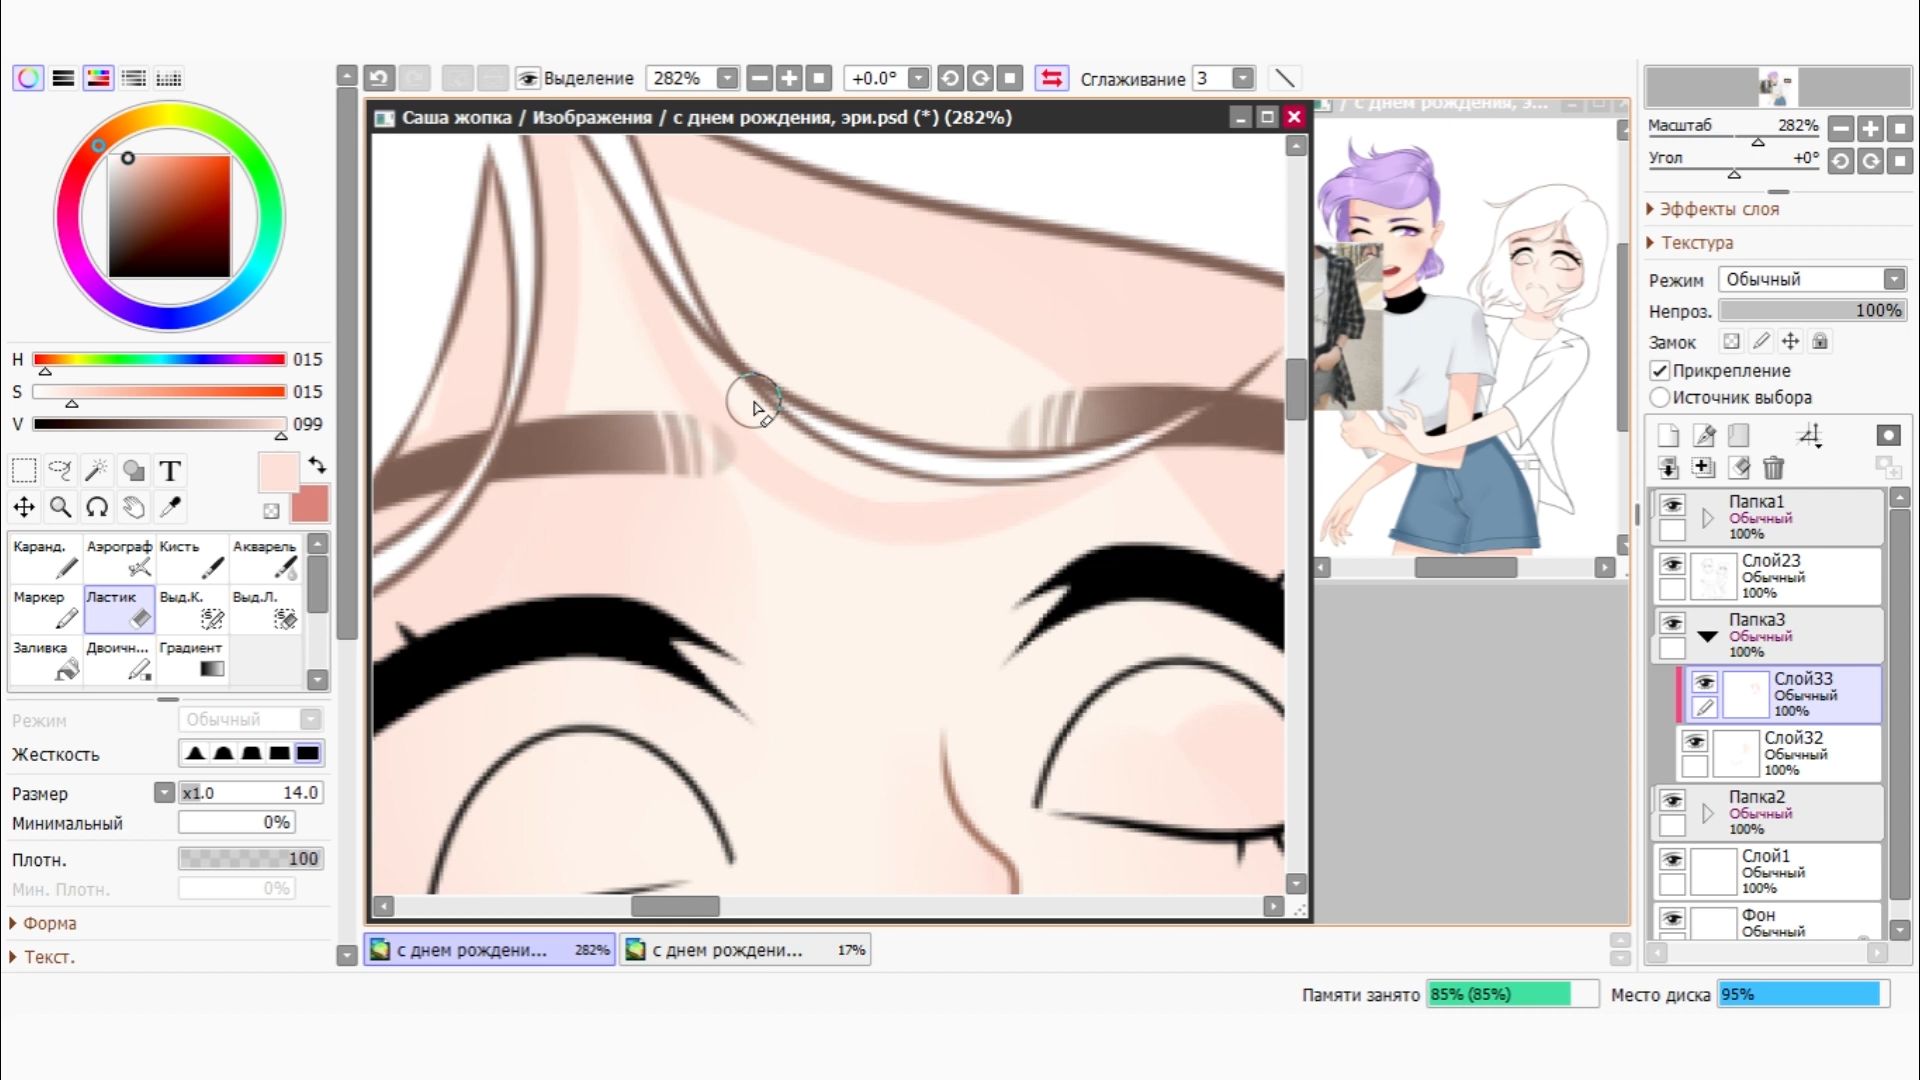 Выделение
282%
+0.0°
Сглаживание 3
Саша жопка / Изображения / с днем рождения, эри.psd (*) (282%)
/ с днем рождения, э...
Масштаб 282%
Угол +0°
Эффекты слоя
Текстура
Режим Обычный
Непроз. 100%
Замок
Прикрепление
Источник выбора
H 015
S 015
V 099
T
Каранд. Аэрограф Кисть Акварель
Маркер Ластик Выд.К. Выд.Л.
Заливка Двоичн... Градиент
Режим Обычный
Жесткость
Размер x1.0 14.0
Минимальный 0%
Плотн. 100
Мин. Плотн. 0%
Форма
Текст.
Папка1
Обычный
100%
Слой23
Обычный
100%
Папка3
Обычный
100%
Слой33
Обычный
100%
Слой32
Обычный
100%
Папка2
Обычный
100%
Слой1
Обычный
100%
Фон
Обычный
с днем рождени... 282%
с днем рождени... 17%
Памяти занято 85% (85%)
Место диска 95%